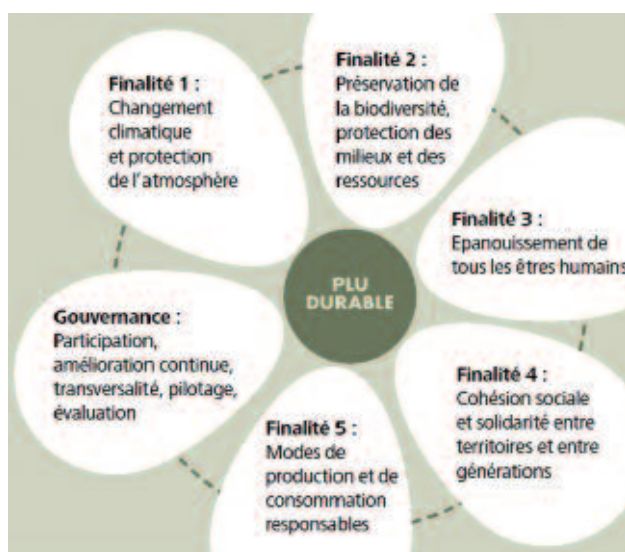 Finalité 1 :
Changement
climatique
et protection
de l'atmosphère
Finalité 2 :
Préservation de
la biodiversité,
protection des
milieux et des
ressources
Finalité 3 :
Epanouissement de
tous les êtres humains
PLU
DURABLE
Gouvernance :
Participation,
amélioration continue,
transversalité, pilotage,
évaluation
Finalité 4 :
Cohésion sociale
et solidarité entre
territoires et entre
générations
Finalité 5 :
Modes de
production et de
consommation
responsables